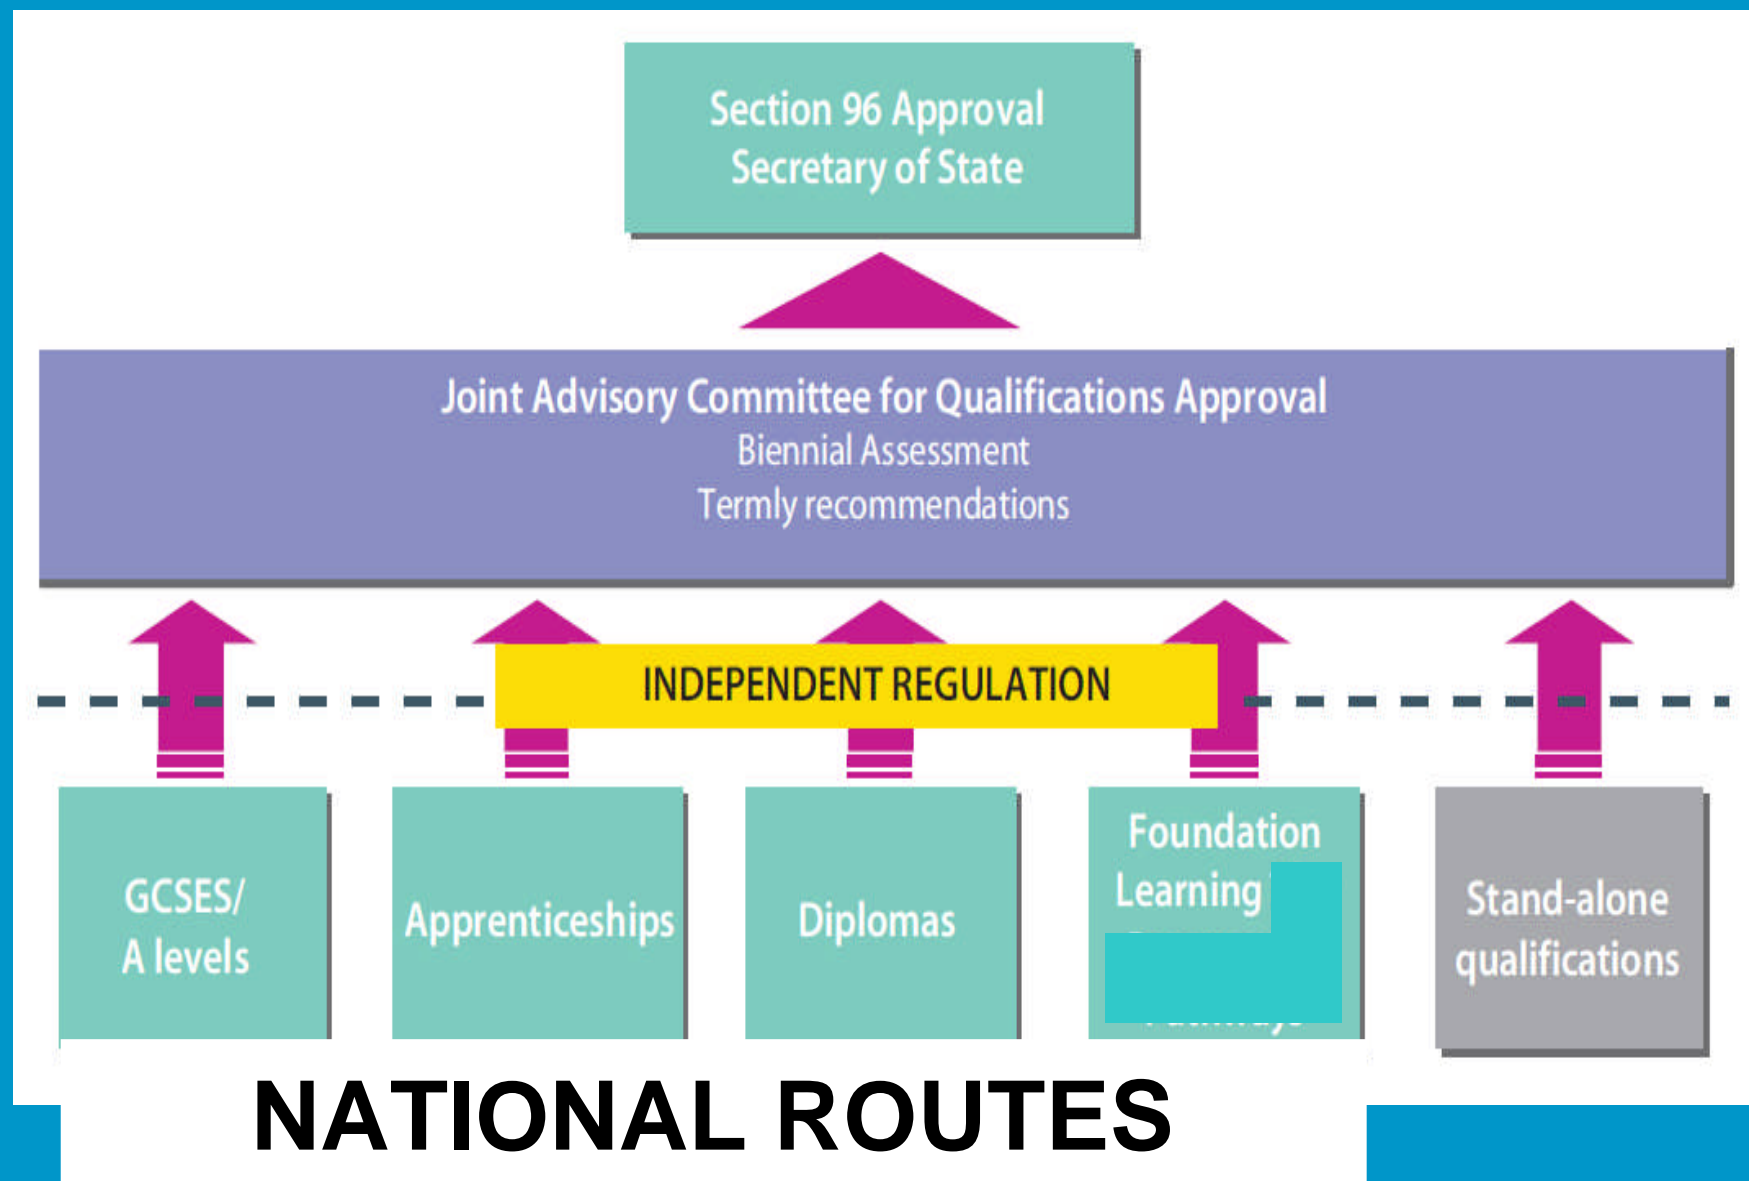 Section 96 Approval
Secretary of State
Joint Advisory Committee for Qualifications Approval
Biennial Assessment
Termly recommendations
INDEPENDENT REGULATION
GCSES/
A levels
Apprenticeships
Diplomas
Foundation
Learning
Stand-alone
qualifications
NATIONAL ROUTES